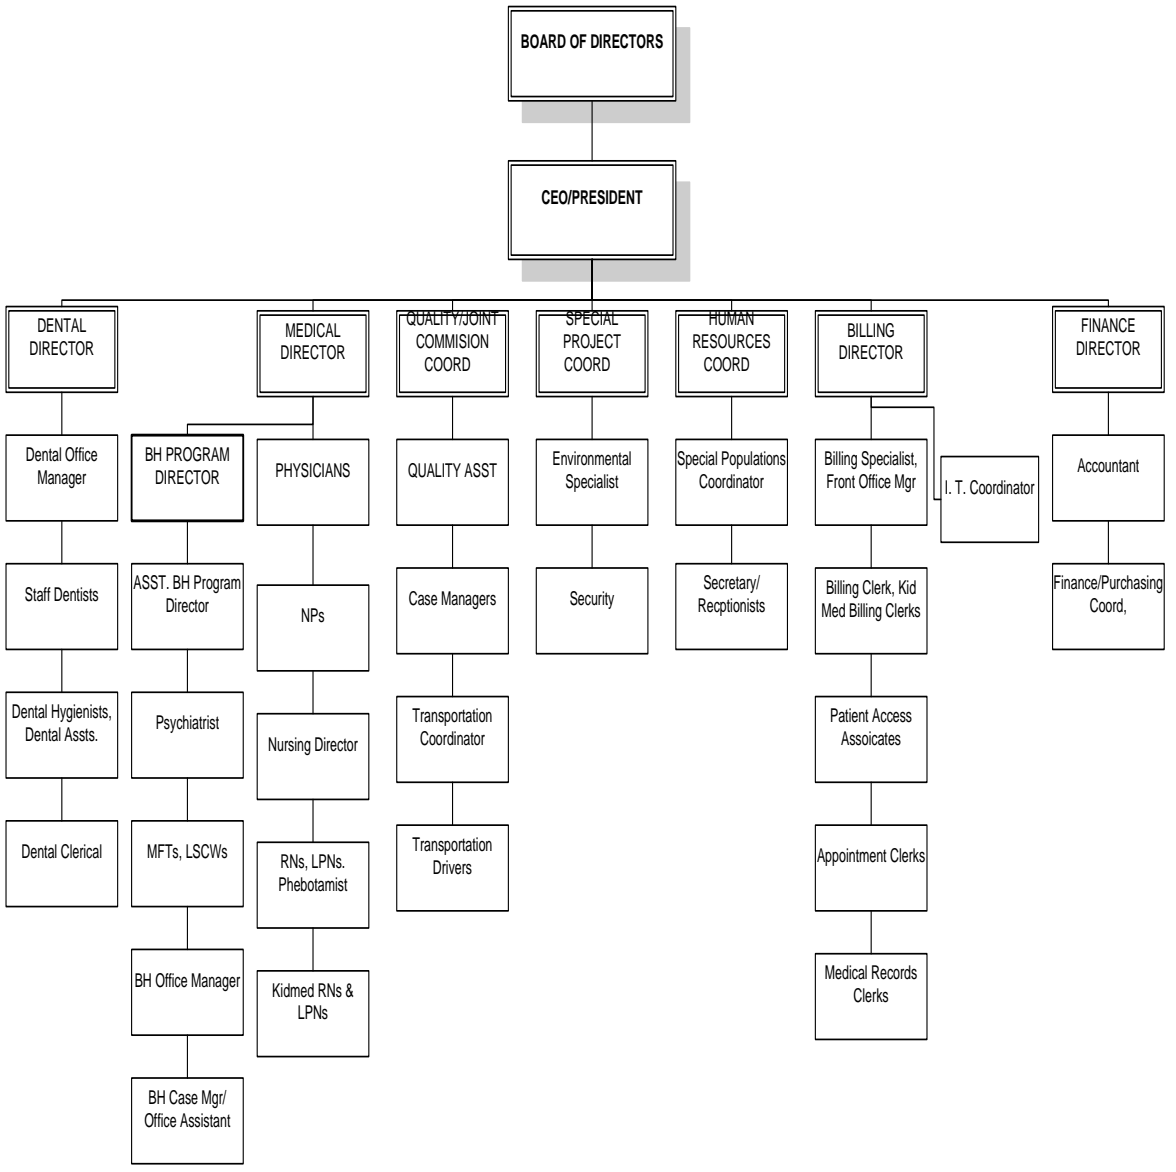 BOARD OF DIRECTORS
CEO/PRESIDENT
DENTAL
DIRECTOR
MEDICAL
DIRECTOR
QUALITY/JOINT
COMMISION
COORD
SPECIAL
PROJECT
COORD
HUMAN
RESOURCES
COORD
BILLING
DIRECTOR
FINANCE
DIRECTOR
Dental Office
Manager
BH PROGRAM
DIRECTOR
PHYSICIANS
QUALITY ASST
Environmental
Specialist
Special Populations
Coordinator
Billing Specialist,
Front Office Mgr
I. T. Coordinator
Accountant
Staff Dentists
ASST. BH Program
Director
NPs
Case Managers
Security
Secretary/
Recptionists
Billing Clerk, Kid
Med Billing Clerks
Finance/Purchasing
Coord,
Dental Hygienists,
Dental Assts.
Psychiatrist
Nursing Director
Transportation
Coordinator
Patient Access
Assoicates
Dental Clerical
MFTs, LSCWs
RNs, LPNs.
Phebotamist
Transportation
Drivers
Appointment Clerks
BH Office Manager
Kidmed RNs &
LPNs
Medical Records
Clerks
BH Case Mgr/
Office Assistant